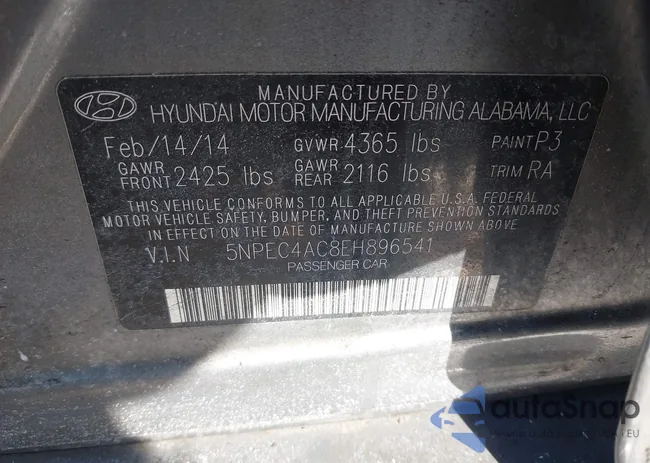 MANUFACTURED BY
HYUNDAI MOTOR MANUFACTURING ALABAMA, LLC
Feb/14/14 GVWR 4365 lbs PAINT P3
GAWR FRONT 2425 lbs GAWR REAR 2116 lbs TRIM RA
THIS VEHICLE CONFORMS TO ALL APPLICABLE U.S.A. FEDERAL
MOTOR VEHICLE SAFETY, BUMPER, AND THEFT PREVENTION STANDARDS
IN EFFECT ON THE DATE OF MANUFACTURE SHOWN ABOVE
V.I.N 5NPEC4AC8EH896541
PASSENGER CAR
autoSnap